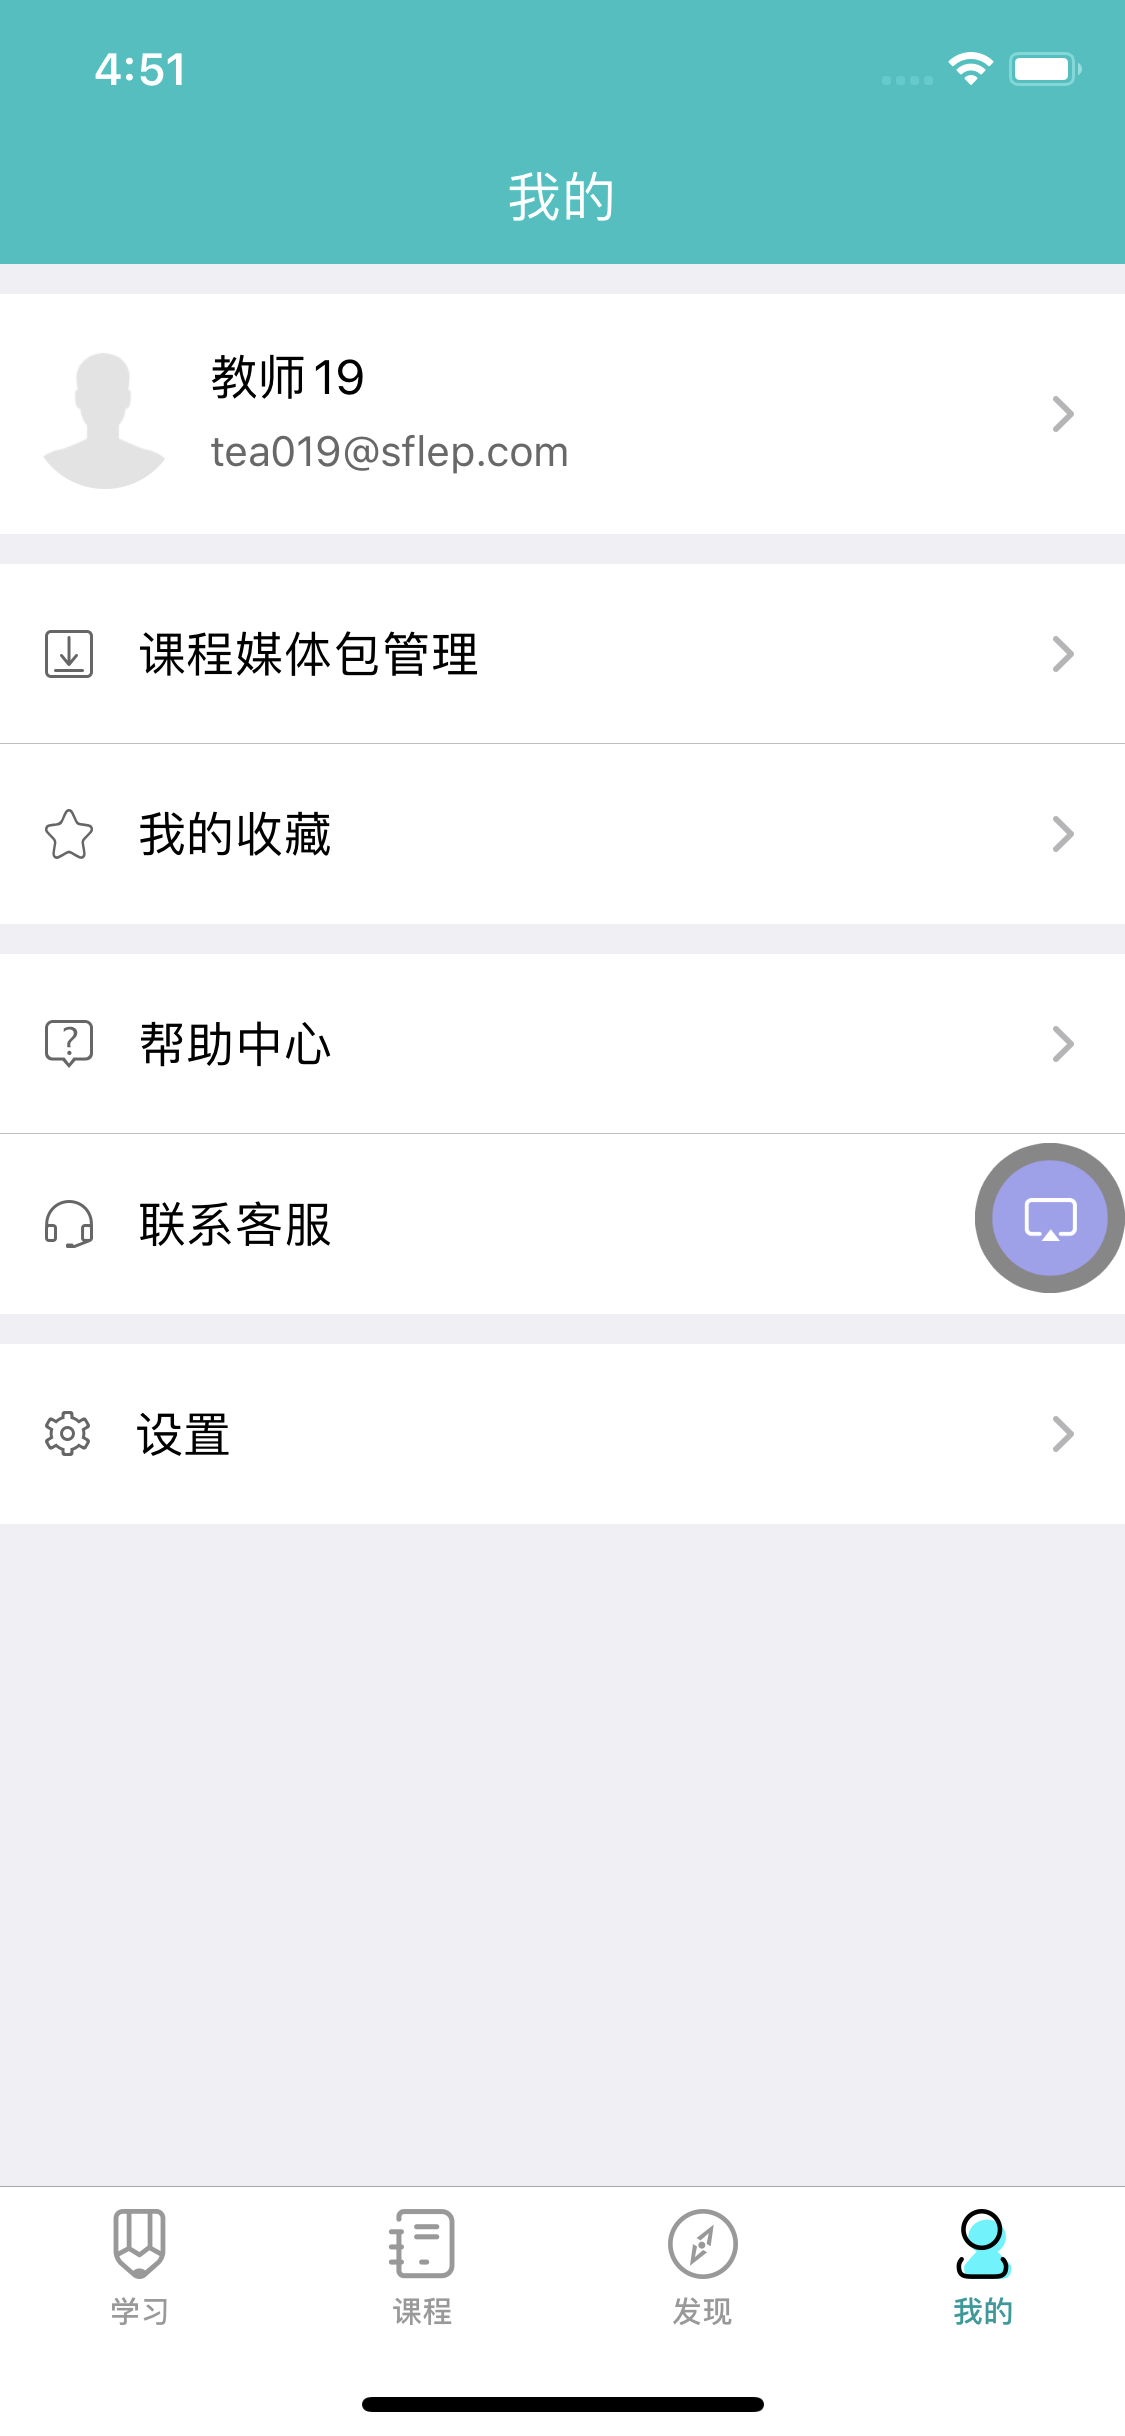 4:51
我的
教师19
tea019@sflep.com
课程媒体包管理
我的收藏
帮助中心
联系客服
设置
学习
课程
发现
我的